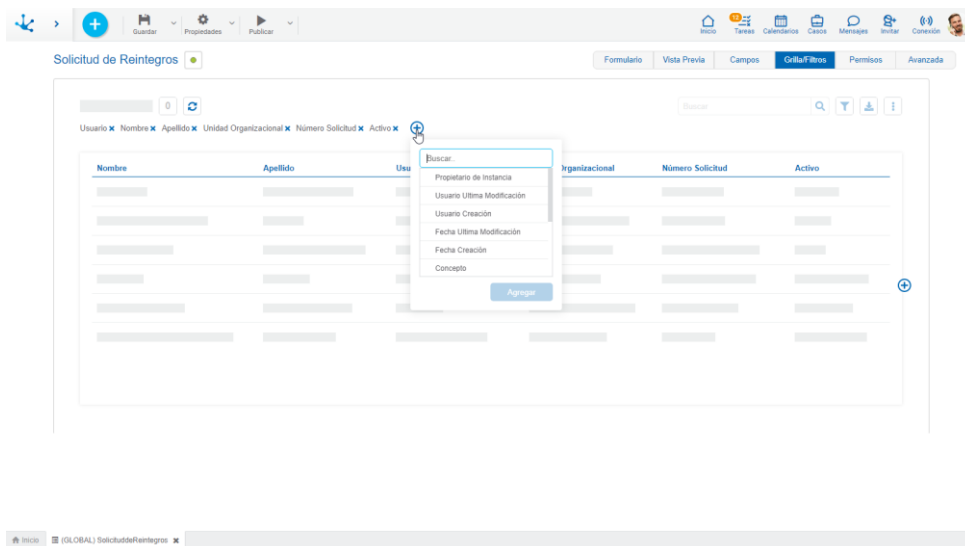 Guardar Propiedades Publicar
12
Inicio Tareas Calendarios Casos Mensajes Invitar Conexión
Solicitud de Reintegros
Formulario Vista Previa Campos Grilla/Filtros Permisos Avanzada
0
Buscar
Usuario Nombre Apellido Unidad Organizacional Número Solicitud Activo
Buscar..
Nombre Apellido Usu Organizacional Número Solicitud Activo
Propietario de Instancia
Usuario Ultima Modificación
Usuario Creación
Fecha Ultima Modificación
Fecha Creación
Concepto
Agregar
Inicio (GLOBAL) SolicituddeReintegros